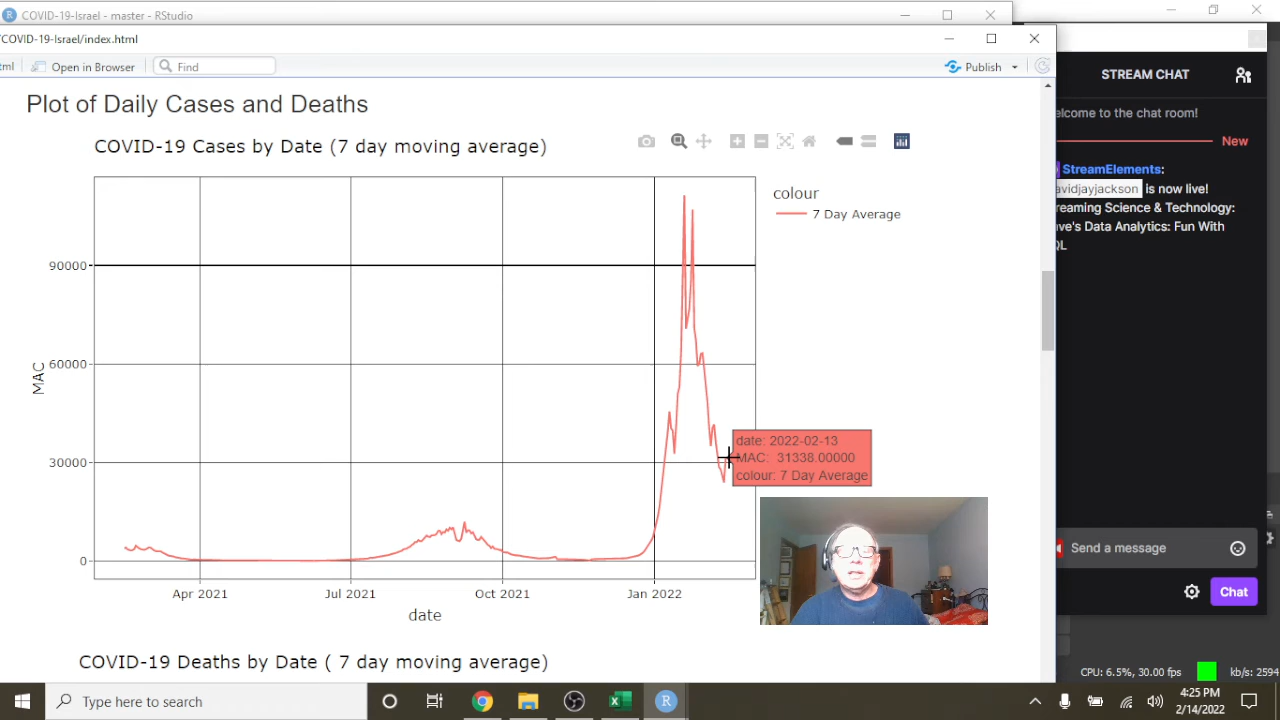 COVID-19-Israel - master - RStudio
COVID-19-Israel/index.html
Open in Browser
Find
Publish
Plot of Daily Cases and Deaths
COVID-19 Cases by Date (7 day moving average)
colour
7 Day Average
90000
60000
30000
0
MAC
date: 2022-02-13
MAC: 31338.00000
colour: 7 Day Average
Apr 2021
Jul 2021
Oct 2021
Jan 2022
date
COVID-19 Deaths by Date ( 7 day moving average)
STREAM CHAT
elcome to the chat room!
New
StreamElements:
avidjayjackson is now live!
reaming Science & Technology:
ave's Data Analytics: Fun With
QL
Send a message
Chat
CPU: 6.5%, 30.00 fps
kb/s: 2594
Type here to search
4:25 PM
2/14/2022